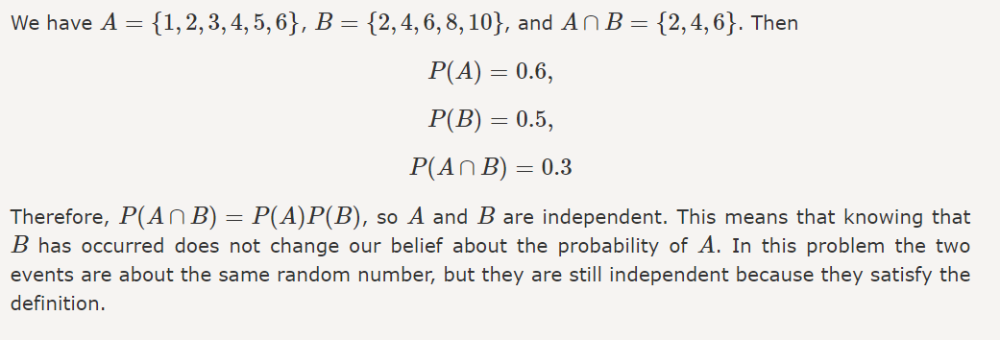 We have A = {1, 2, 3, 4, 5, 6}, B = {2, 4, 6, 8, 10}, and A ∩ B = {2, 4, 6}. Then
P(A) = 0.6,
P(B) = 0.5,
P(A ∩ B) = 0.3
Therefore, P(A ∩ B) = P(A)P(B), so A and B are independent. This means that knowing that
B has occurred does not change our belief about the probability of A. In this problem the two
events are about the same random number, but they are still independent because they satisfy the
definition.